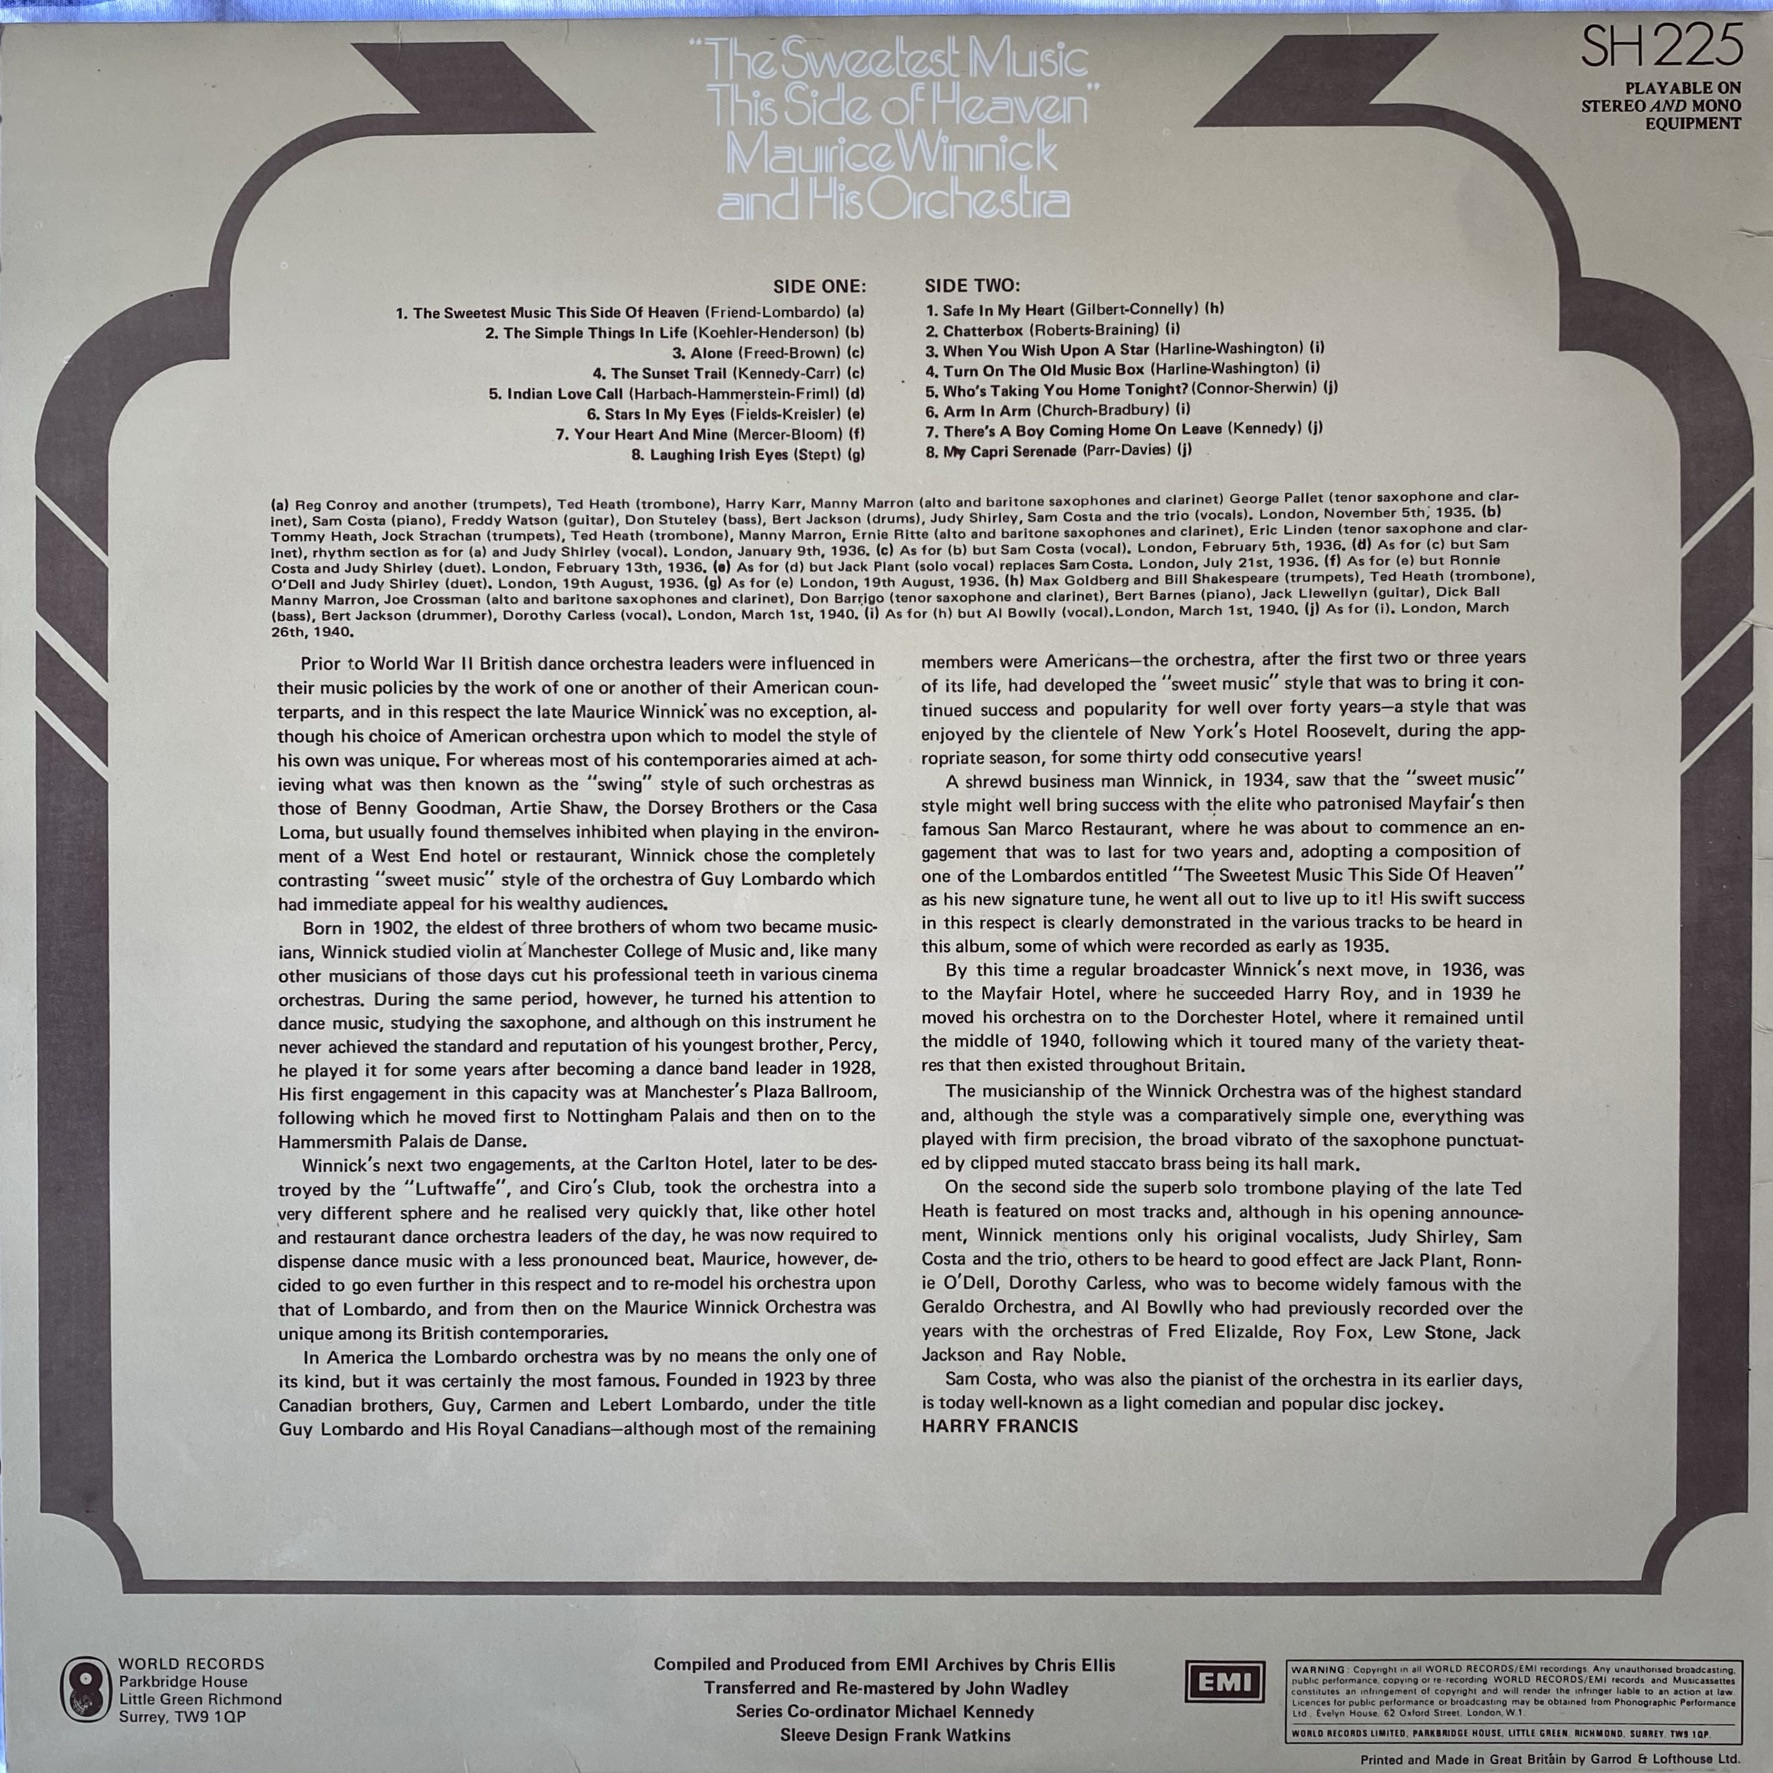 "The Sweetest Music
This Side of Heaven"
Maurice Winnick
and His Orchestra
SH 225
PLAYABLE ON
STEREO AND MONO
EQUIPMENT
SIDE ONE:
1. The Sweetest Music This Side Of Heaven (Friend-Lombardo) (a)
2. The Simple Things In Life (Koehler-Henderson) (b)
3. Alone (Freed-Brown) (c)
4. The Sunset Trail (Kennedy-Carr) (c)
5. Indian Love Call (Harbach-Hammerstein-Friml) (d)
6. Stars In My Eyes (Fields-Kreisler) (e)
7. Your Heart And Mine (Mercer-Bloom) (f)
8. Laughing Irish Eyes (Stept) (g)
SIDE TWO:
1. Safe In My Heart (Gilbert-Connelly) (h)
2. Chatterbox (Roberts-Braining) (i)
3. When You Wish Upon A Star (Harline-Washington) (i)
4. Turn On The Old Music Box (Harline-Washington) (i)
5. Who's Taking You Home Tonight? (Connor-Sherwin) (j)
6. Arm In Arm (Church-Bradbury) (i)
7. There's A Boy Coming Home On Leave (Kennedy) (j)
8. My Capri Serenade (Parr-Davies) (j)
(a) Reg Conroy and another (trumpets), Ted Heath (trombone), Harry Karr, Manny Marron (alto and baritone saxophones and clarinet) George Pallet (tenor saxophone and clar-
inet), Sam Costa (piano), Freddy Watson (guitar), Don Stuteley (bass), Bert Jackson (drums), Judy Shirley, Sam Costa and the trio (vocals). London, November 5th, 1935. (b)
Tommy Heath, Jock Strachan (trumpets), Ted Heath (trombone), Manny Marron, Ernie Ritte (alto and baritone saxophones and clarinet), Eric Linden (tenor saxophone and clar-
inet), rhythm section as for (a) and Judy Shirley (vocal). London, January 9th, 1936. (c) As for (b) but Sam Costa (vocal). London, February 5th, 1936. (d) As for (c) but Sam
Costa and Judy Shirley (duet). London, February 13th, 1936. (e) As for (d) but Jack Plant (solo vocal) replaces Sam Costa. London, July 21st, 1936. (f) As for (e) but Ronnie
O'Dell and Judy Shirley (duet). London, 19th August, 1936. (g) As for (e) London, 19th August, 1936. (h) Max Goldberg and Bill Shakespeare (trumpets), Ted Heath (trombone),
Manny Marron, Joe Crossman (alto and baritone saxophones and clarinet), Don Barrigo (tenor saxophone and clarinet), Bert Barnes (piano), Jack Llewellyn (guitar), Dick Ball
(bass), Bert Jackson (drummer), Dorothy Carless (vocal). London, March 1st, 1940. (i) As for (h) but Al Bowlly (vocal).London, March 1st, 1940. (j) As for (i). London, March
26th, 1940.
Prior to World War II British dance orchestra leaders were influenced in
their music policies by the work of one or another of their American coun-
terparts, and in this respect the late Maurice Winnick was no exception, al-
though his choice of American orchestra upon which to model the style of
his own was unique. For whereas most of his contemporaries aimed at ach-
ieving what was then known as the "swing" style of such orchestras as
those of Benny Goodman, Artie Shaw, the Dorsey Brothers or the Casa
Loma, but usually found themselves inhibited when playing in the environ-
ment of a West End hotel or restaurant, Winnick chose the completely
contrasting "sweet music" style of the orchestra of Guy Lombardo which
had immediate appeal for his wealthy audiences.
Born in 1902, the eldest of three brothers of whom two became music-
ians, Winnick studied violin at Manchester College of Music and, like many
other musicians of those days cut his professional teeth in various cinema
orchestras. During the same period, however, he turned his attention to
dance music, studying the saxophone, and although on this instrument he
never achieved the standard and reputation of his youngest brother, Percy,
he played it for some years after becoming a dance band leader in 1928,
His first engagement in this capacity was at Manchester's Plaza Ballroom,
following which he moved first to Nottingham Palais and then on to the
Hammersmith Palais de Danse.
Winnick's next two engagements, at the Carlton Hotel, later to be des-
troyed by the "Luftwaffe", and Ciro's Club, took the orchestra into a
very different sphere and he realised very quickly that, like other hotel
and restaurant dance orchestra leaders of the day, he was now required to
dispense dance music with a less pronounced beat. Maurice, however, de-
cided to go even further in this respect and to re-model his orchestra upon
that of Lombardo, and from then on the Maurice Winnick Orchestra was
unique among its British contemporaries.
In America the Lombardo orchestra was by no means the only one of
its kind, but it was certainly the most famous. Founded in 1923 by three
Canadian brothers, Guy, Carmen and Lebert Lombardo, under the title
Guy Lombardo and His Royal Canadians—although most of the remaining
members were Americans—the orchestra, after the first two or three years
of its life, had developed the "sweet music" style that was to bring it con-
tinued success and popularity for well over forty years—a style that was
enjoyed by the clientele of New York's Hotel Roosevelt, during the app-
ropriate season, for some thirty odd consecutive years!
A shrewd business man Winnick, in 1934, saw that the "sweet music"
style might well bring success with the elite who patronised Mayfair's then
famous San Marco Restaurant, where he was about to commence an en-
gagement that was to last for two years and, adopting a composition of
one of the Lombardos entitled "The Sweetest Music This Side Of Heaven"
as his new signature tune, he went all out to live up to it! His swift success
in this respect is clearly demonstrated in the various tracks to be heard in
this album, some of which were recorded as early as 1935.
By this time a regular broadcaster Winnick's next move, in 1936, was
to the Mayfair Hotel, where he succeeded Harry Roy, and in 1939 he
moved his orchestra on to the Dorchester Hotel, where it remained until
the middle of 1940, following which it toured many of the variety theat-
res that then existed throughout Britain.
The musicianship of the Winnick Orchestra was of the highest standard
and, although the style was a comparatively simple one, everything was
played with firm precision, the broad vibrato of the saxophone punctuat-
ed by clipped muted staccato brass being its hall mark.
On the second side the superb solo trombone playing of the late Ted
Heath is featured on most tracks and, although in his opening announce-
ment, Winnick mentions only his original vocalists, Judy Shirley, Sam
Costa and the trio, others to be heard to good effect are Jack Plant, Ronn-
ie O'Dell, Dorothy Carless, who was to become widely famous with the
Geraldo Orchestra, and Al Bowlly who had previously recorded over the
years with the orchestras of Fred Elizalde, Roy Fox, Lew Stone, Jack
Jackson and Ray Noble.
Sam Costa, who was also the pianist of the orchestra in its earlier days,
is today well-known as a light comedian and popular disc jockey.
HARRY FRANCIS
WORLD RECORDS
Parkbridge House
Little Green Richmond
Surrey, TW9 1QP
Compiled and Produced from EMI Archives by Chris Ellis
Transferred and Re-mastered by John Wadley
Series Co-ordinator Michael Kennedy
Sleeve Design Frank Watkins
EMI
WARNING: Copyright in all WORLD RECORDS/EMI recordings. Any unauthorised broadcasting,
public performance, copying or re-recording WORLD RECORDS/EMI records and Musicassettes
constitutes an infringement of copyright and will render the infringer liable to an action at law.
Licences for public performance or broadcasting may be obtained from Phonographic Performance
Ltd., Evelyn House, 62 Oxford Street, London, W.1.
WORLD RECORDS LIMITED, PARKBRIDGE HOUSE, LITTLE GREEN, RICHMOND, SURREY, TW9 1QP.
Printed and Made in Great Britain by Garrod & Lofthouse Ltd.